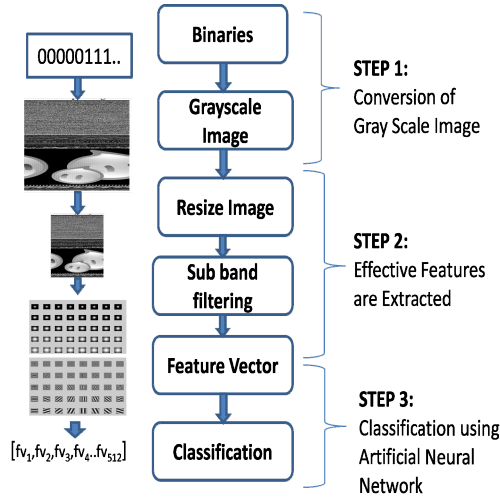 00000111..
[fv1,fv2,fv3,fv4..fv512]
Binaries
Grayscale
Image
Resize Image
Sub band
filtering
Feature Vector
Classification
STEP 1:
Conversion of
Gray Scale Image
STEP 2:
Effective Features
are Extracted
STEP 3:
Classification using
Artificial Neural
Network